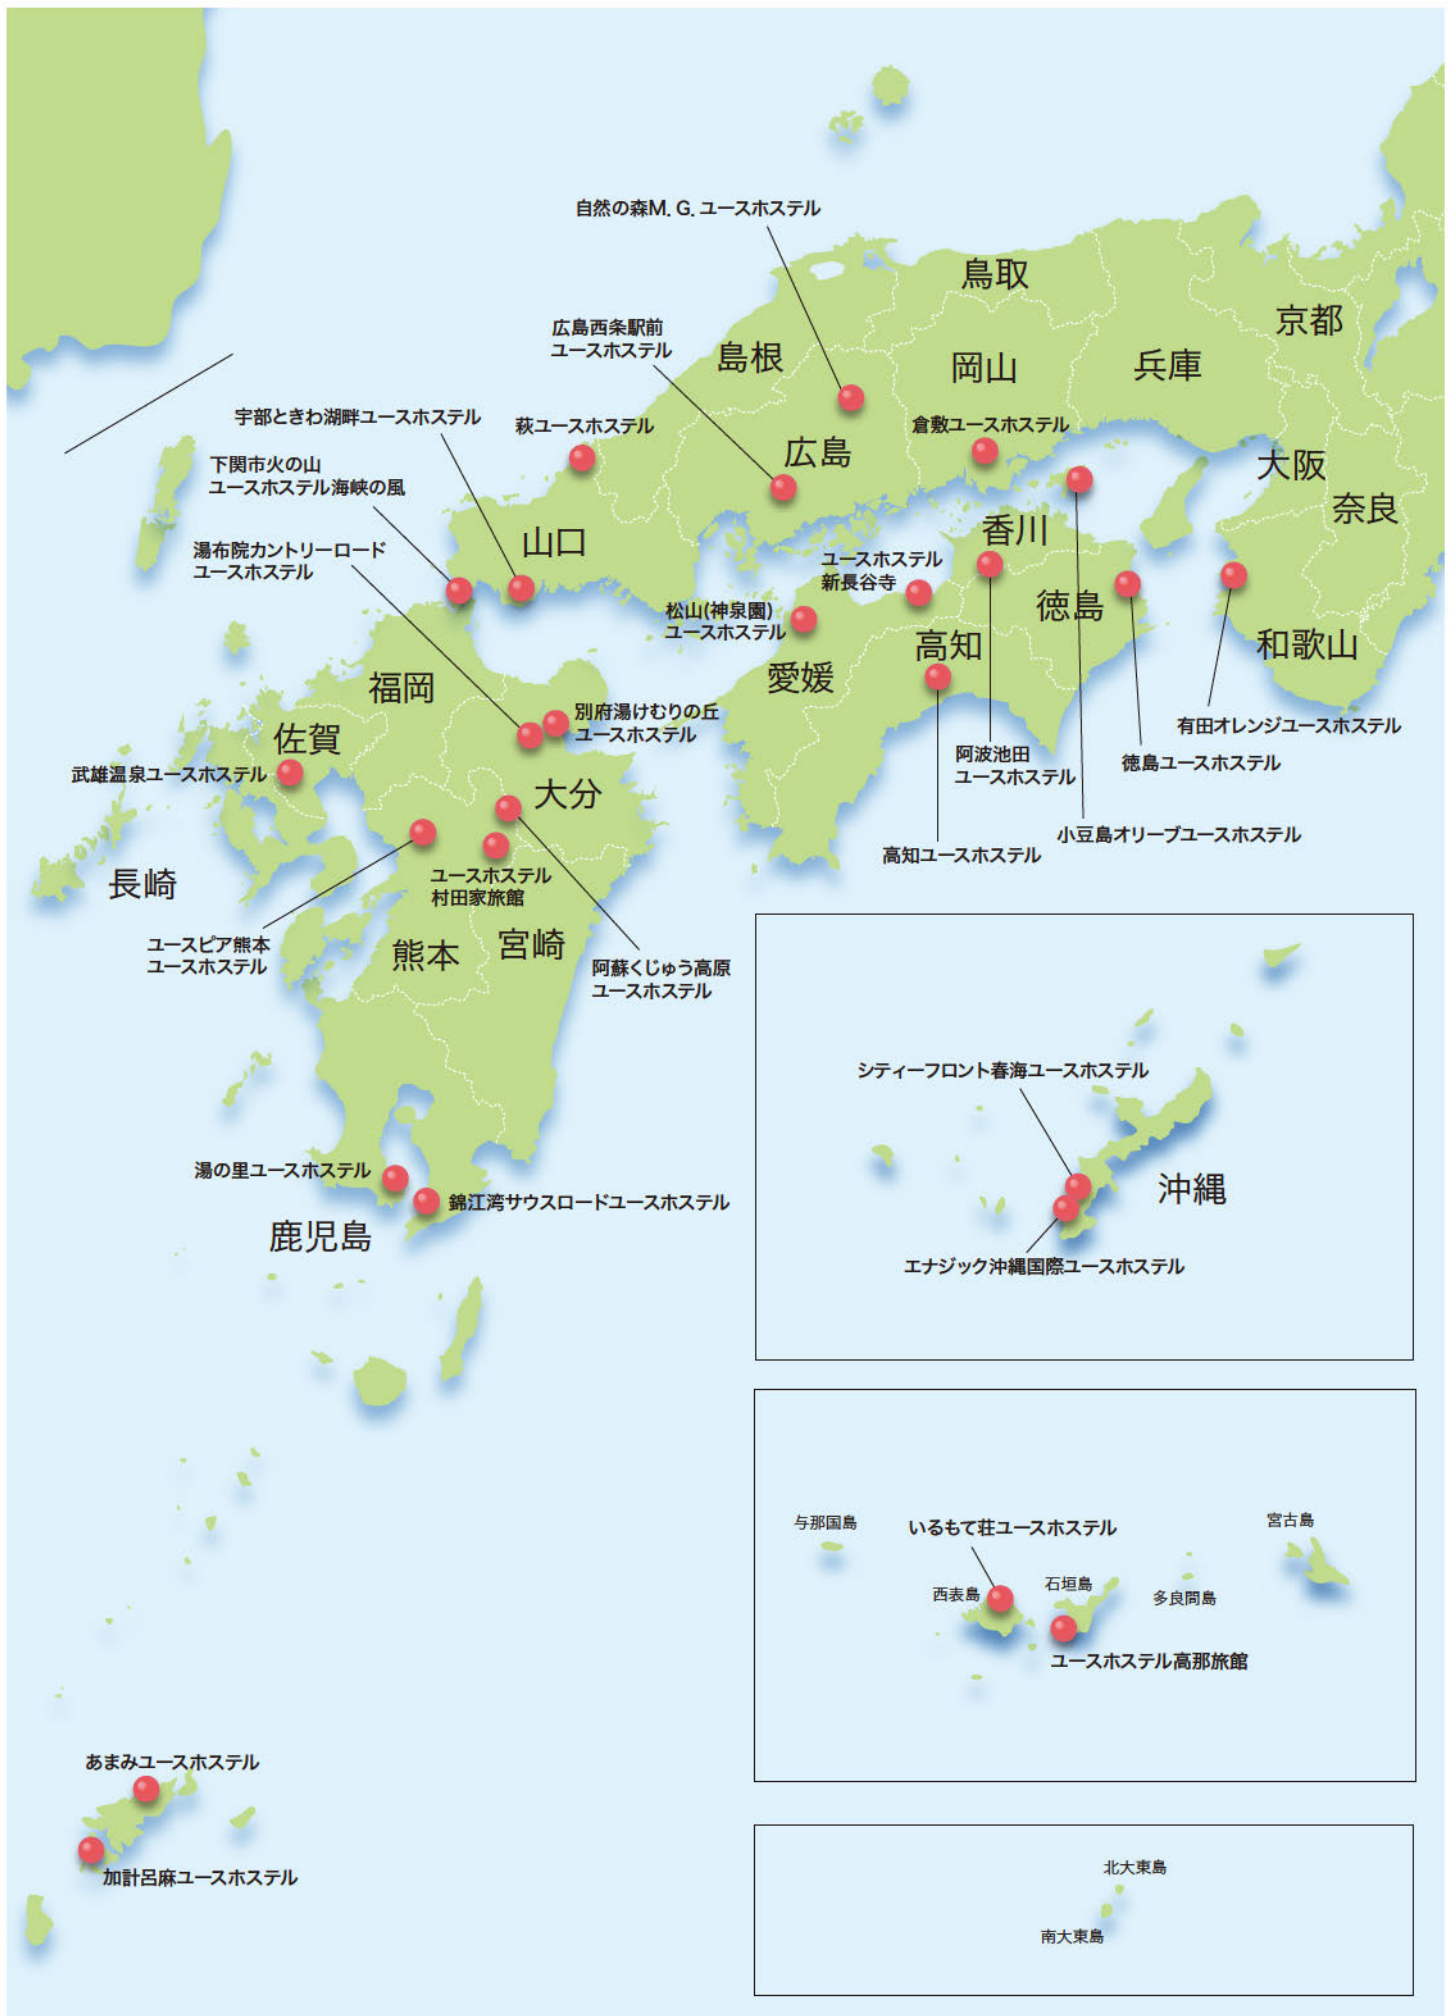 自然の森M. G. ユースホステル
鳥取
京都
広島西条駅前
ユースホステル
島根
岡山
兵庫
宇部ときわ湖畔ユースホステル
萩ユースホステル
倉敷ユースホステル
広島
大阪
下関市火の山
ユースホステル海峡の風
奈良
山口
香川
湯布院カントリーロード
ユースホステル
ユースホステル
新長谷寺
松山(神泉園)
ユースホステル
徳島
高知
和歌山
愛媛
福岡
別府湯けむりの丘
ユースホステル
有田オレンジユースホステル
佐賀
武雄温泉ユースホステル
阿波池田
ユースホステル
徳島ユースホステル
大分
小豆島オリーブユースホステル
高知ユースホステル
長崎
ユースホステル
村田家旅館
ユースピア熊本
ユースホステル
熊本
宮崎
阿蘇くじゅう高原
ユースホステル
シティーフロント春海ユースホステル
湯の里ユースホステル
錦江湾サウスロードユースホステル
沖縄
鹿児島
エナジック沖縄国際ユースホステル
与那国島
いるもて荘ユースホステル
宮古島
西表島
石垣島
多良間島
ユースホステル高那旅館
あまみユースホステル
加計呂麻ユースホステル
北大東島
南大東島